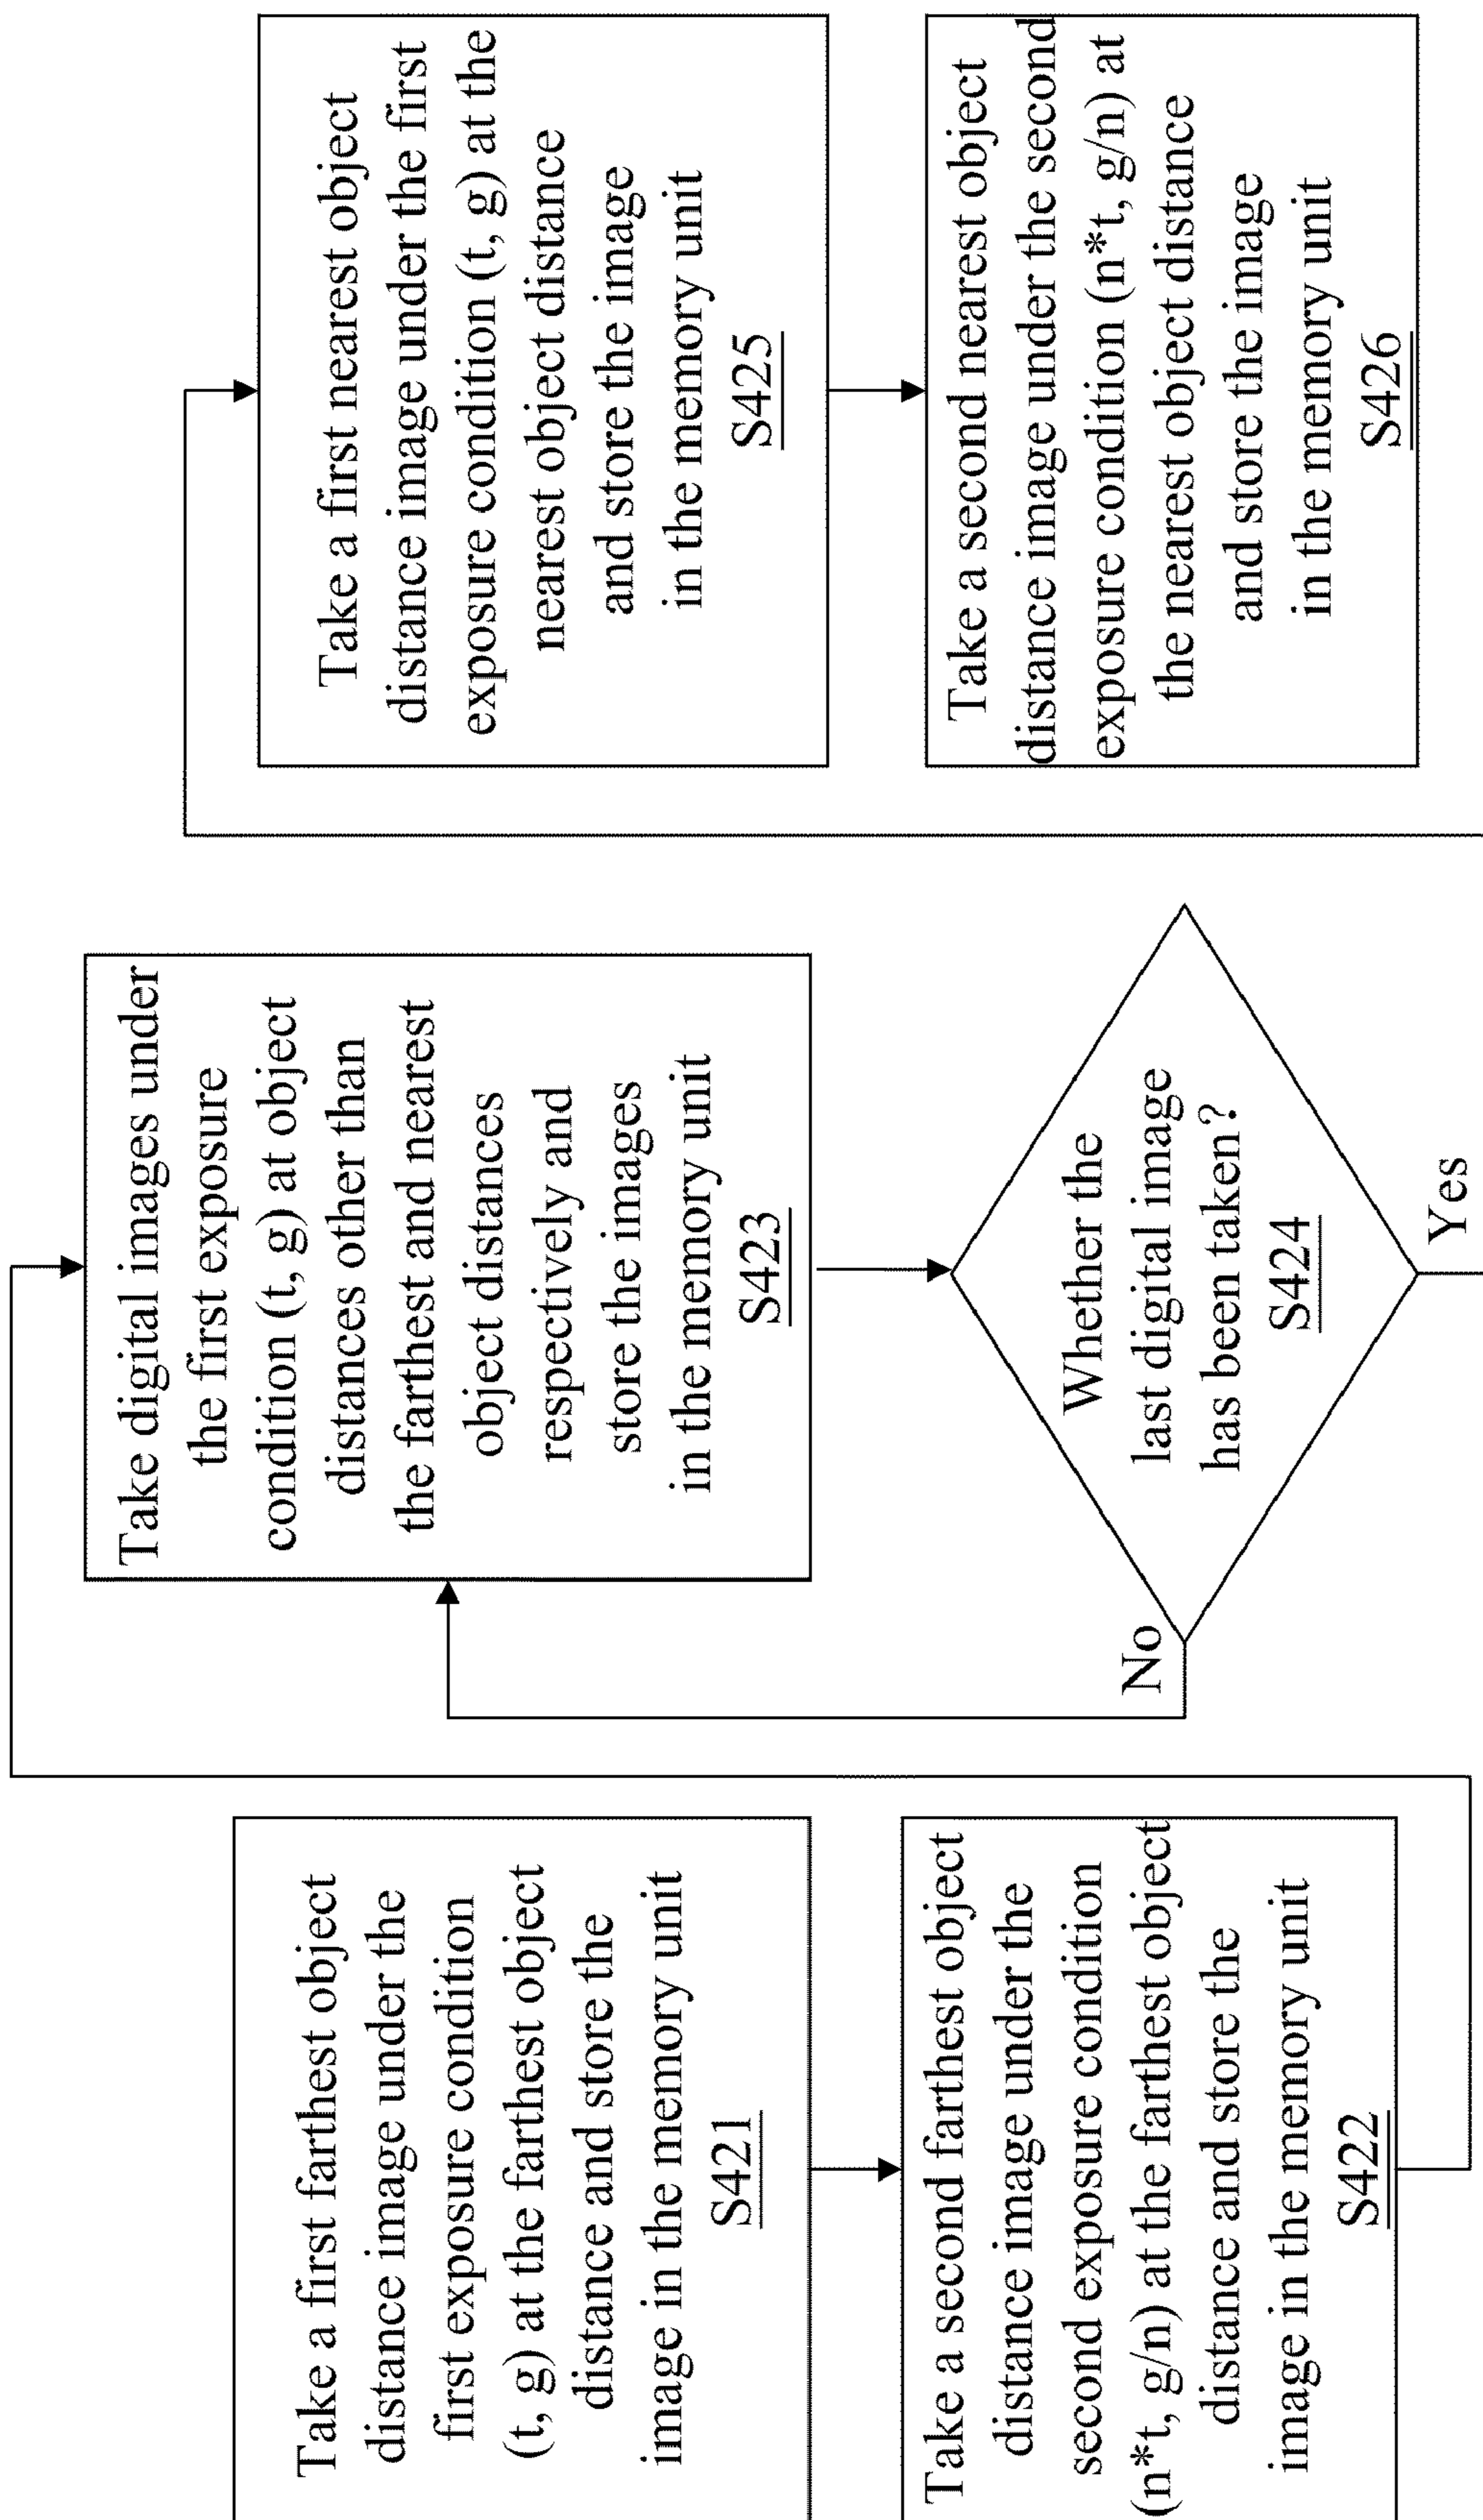 Take a first farthest object
distance image under the
first exposure condition
(t, g) at the farthest object
distance and store the
image in the memory unit
S421
Take a second farthest object
distance image under the
second exposure condition
(n*t, g/n) at the farthest object
distance and store the
image in the memory unit
S422
Take digital images under
the first exposure
condition (t, g) at object
distances other than
the farthest and nearest
object distances
respectively and
store the images
in the memory unit
S423
Whether the
last digital image
has been taken?
S424
No
Yes
Take a first nearest object
distance image under the first
exposure condition (t, g) at the
nearest object distance
and store the image
in the memory unit
S425
Take a second nearest object
distance image under the second
exposure condition (n*t, g/n) at
the nearest object distance
and store the image
in the memory unit
S426